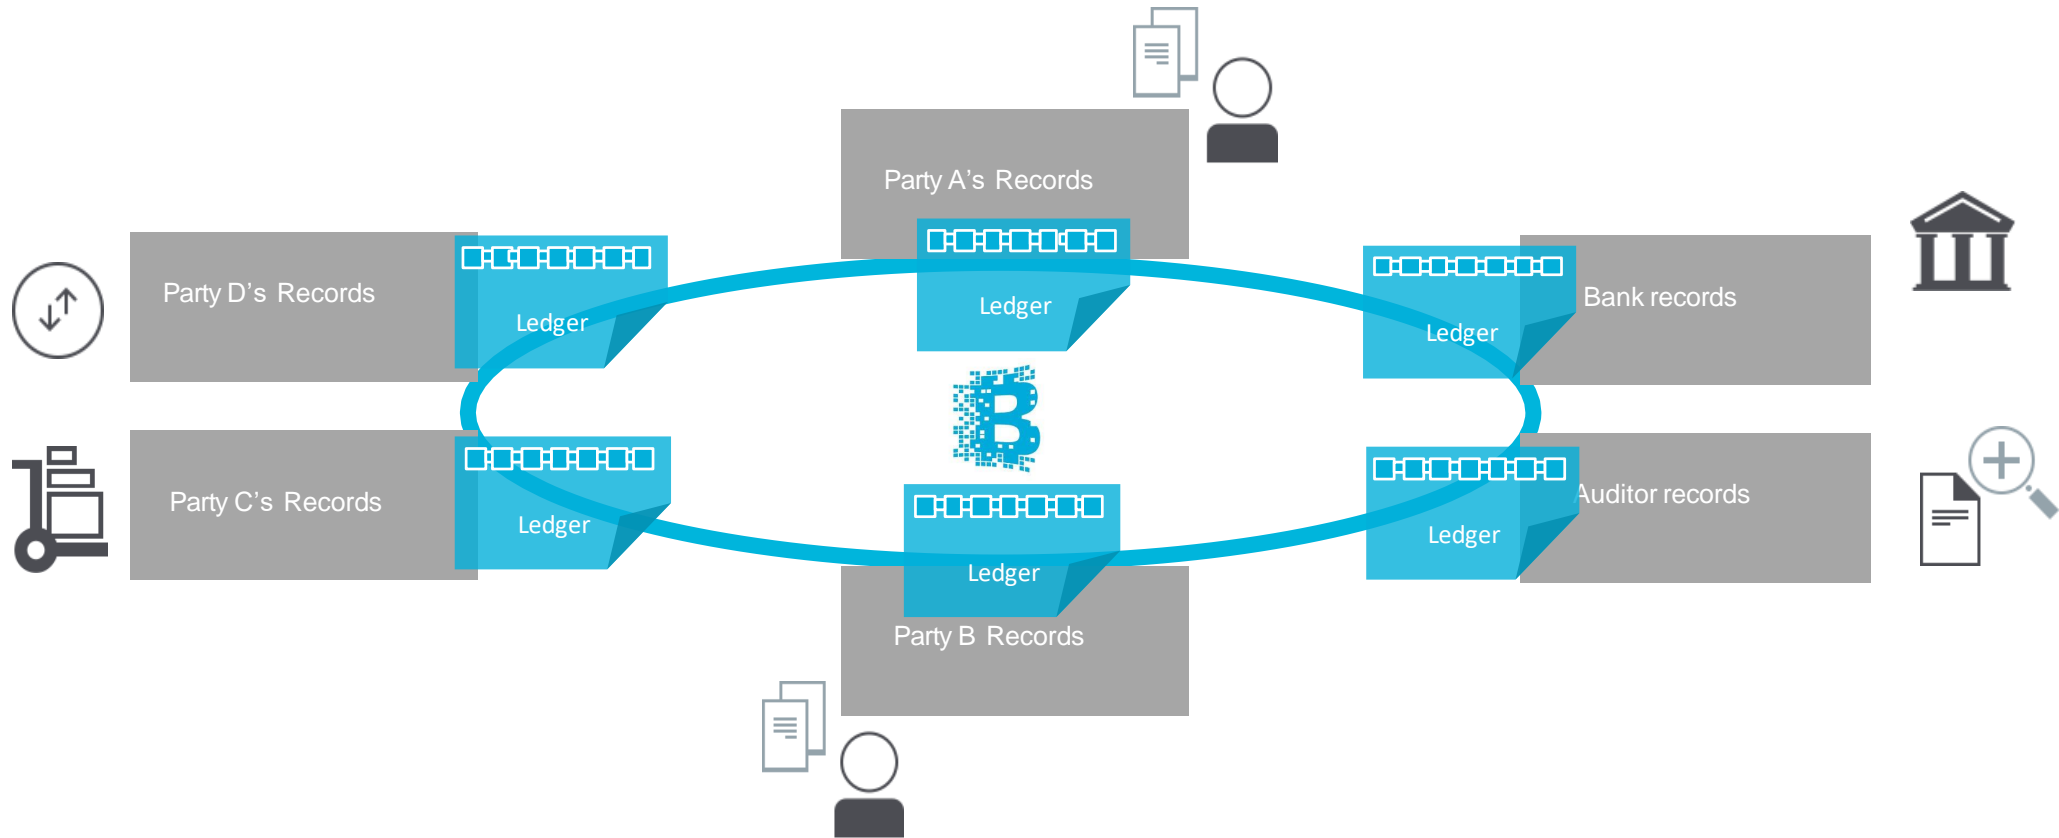 Party A’s Records
Ledger
Party D’s Records
Ledger
Ledger
Bank records
Party C’s Records
Ledger
Ledger
Auditor records
Ledger
Party B Records